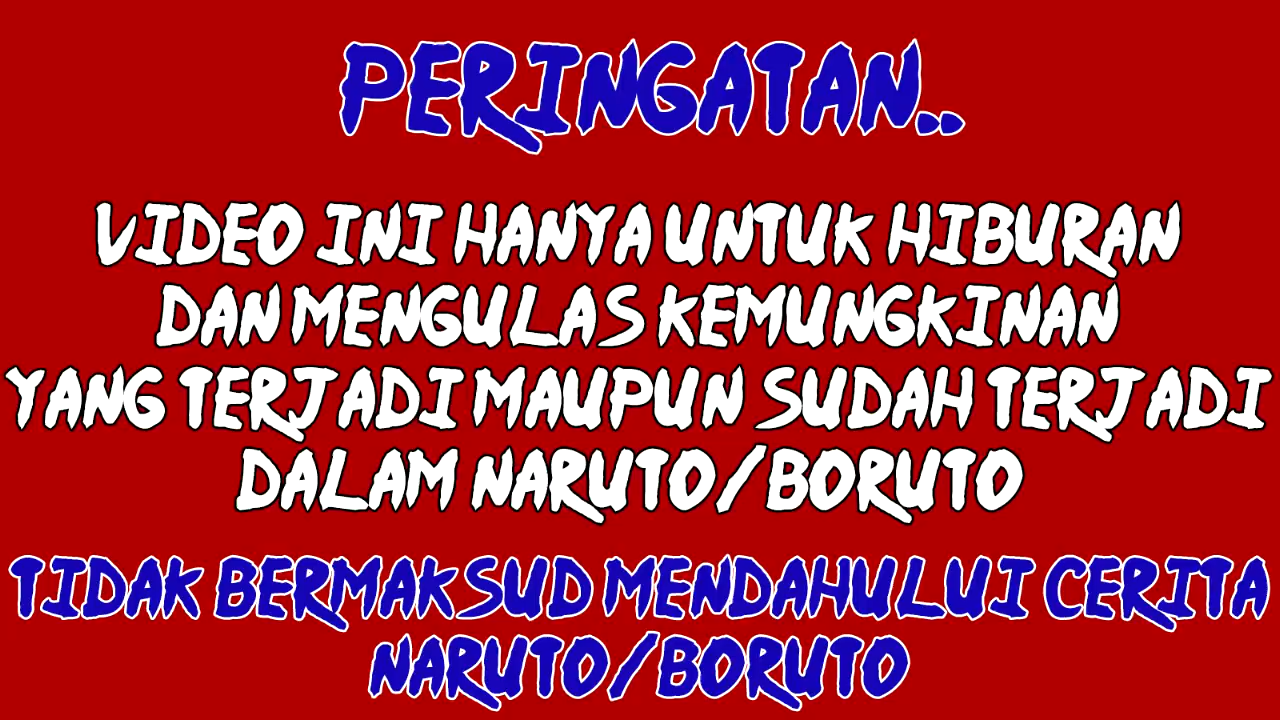 PERINGATAN..
VIDEO INI HANYA UNTUK HIBURAN
DAN MENGULAS KEMUNGKINAN
YANG TERJADI MAUPUN SUDAH TERJADI
DALAM NARUTO/BORUTO
TIDAK BERMAKSUD MENDAHULUI CERITA
NARUTO/BORUTO